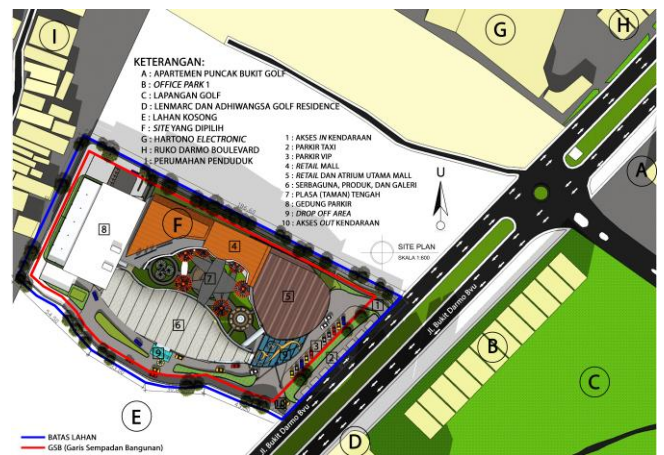 I
G
H
KETERANGAN:
A : APARTEMEN PUNCAK BUKIT GOLF
B : OFFICE PARK 1
C : LAPANGAN GOLF
D : LENMARC DAN ADHIWANGSA GOLF RESIDENCE
E : LAHAN KOSONG
F : SITE YANG DIPILIH
G : HARTONO ELECTRONIC
H : RUKO DARMO BOULEVARD
I : PERUMAHAN PENDUDUK
1 : AKSES IN KENDARAAN
2 : PARKIR TAXI
3 : PARKIR VIP
4 : RETAIL MALL
5 : RETAIL DAN ATRIUM UTAMA MALL
6 : SERBAGUNA, PRODUK, DAN GALERI
7 : PLASA (TAMAN) TENGAH
8 : GEDUNG PARKIR
9 : DROP OFF AREA
10 : AKSES OUT KENDARAAN
U
A
SITE PLAN
SKALA 1:600
F
8
4
7
5
6
1
3
2
9
10
Jl. Bukit Darmo Bvu
Jl. Bukit Darmo Bvu
B
C
E
D
BATAS LAHAN
GSB (Garis Sempadan Bangunan)